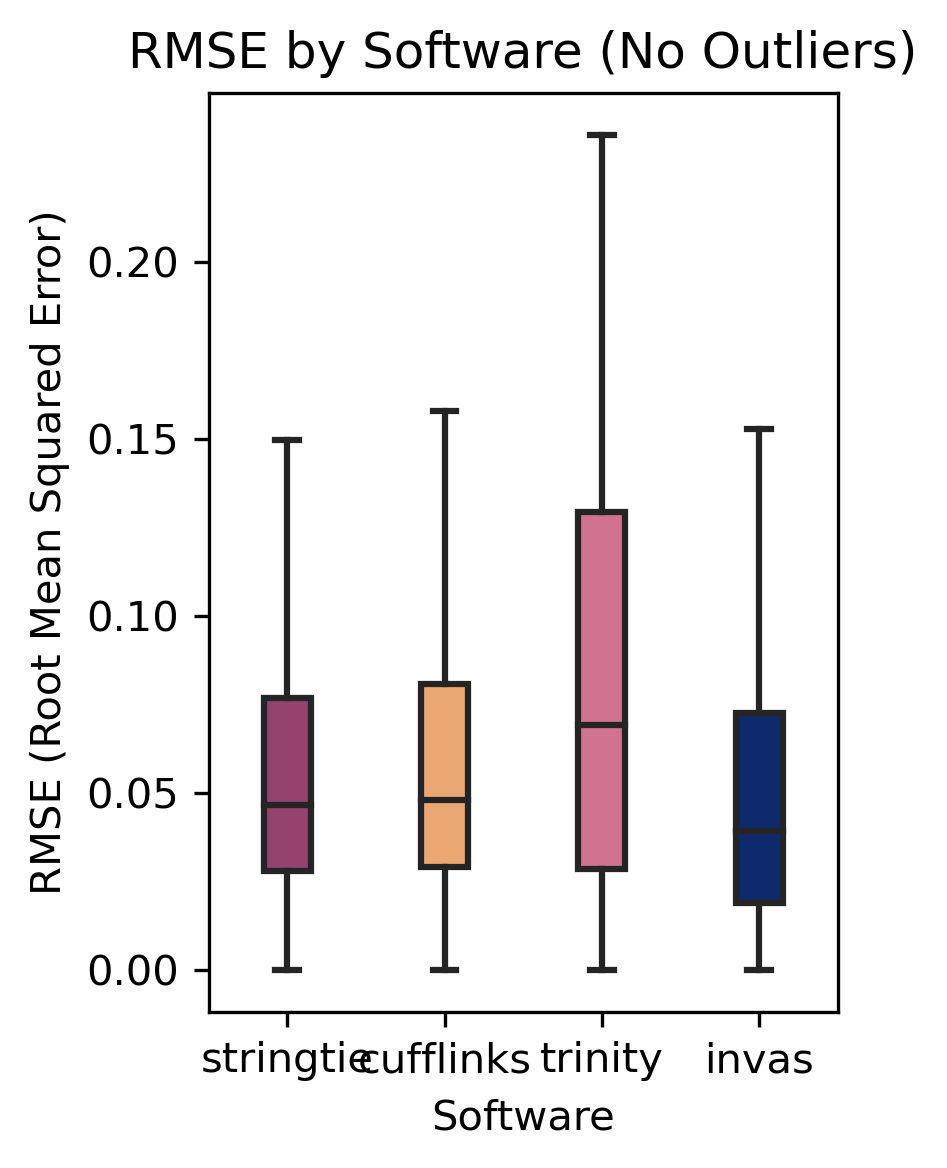 RMSE by Software (No Outliers)
RMSE (Root Mean Squared Error)
0.20
0.15
0.10
0.05
0.00
stringtie cufflinks trinity invas
Software